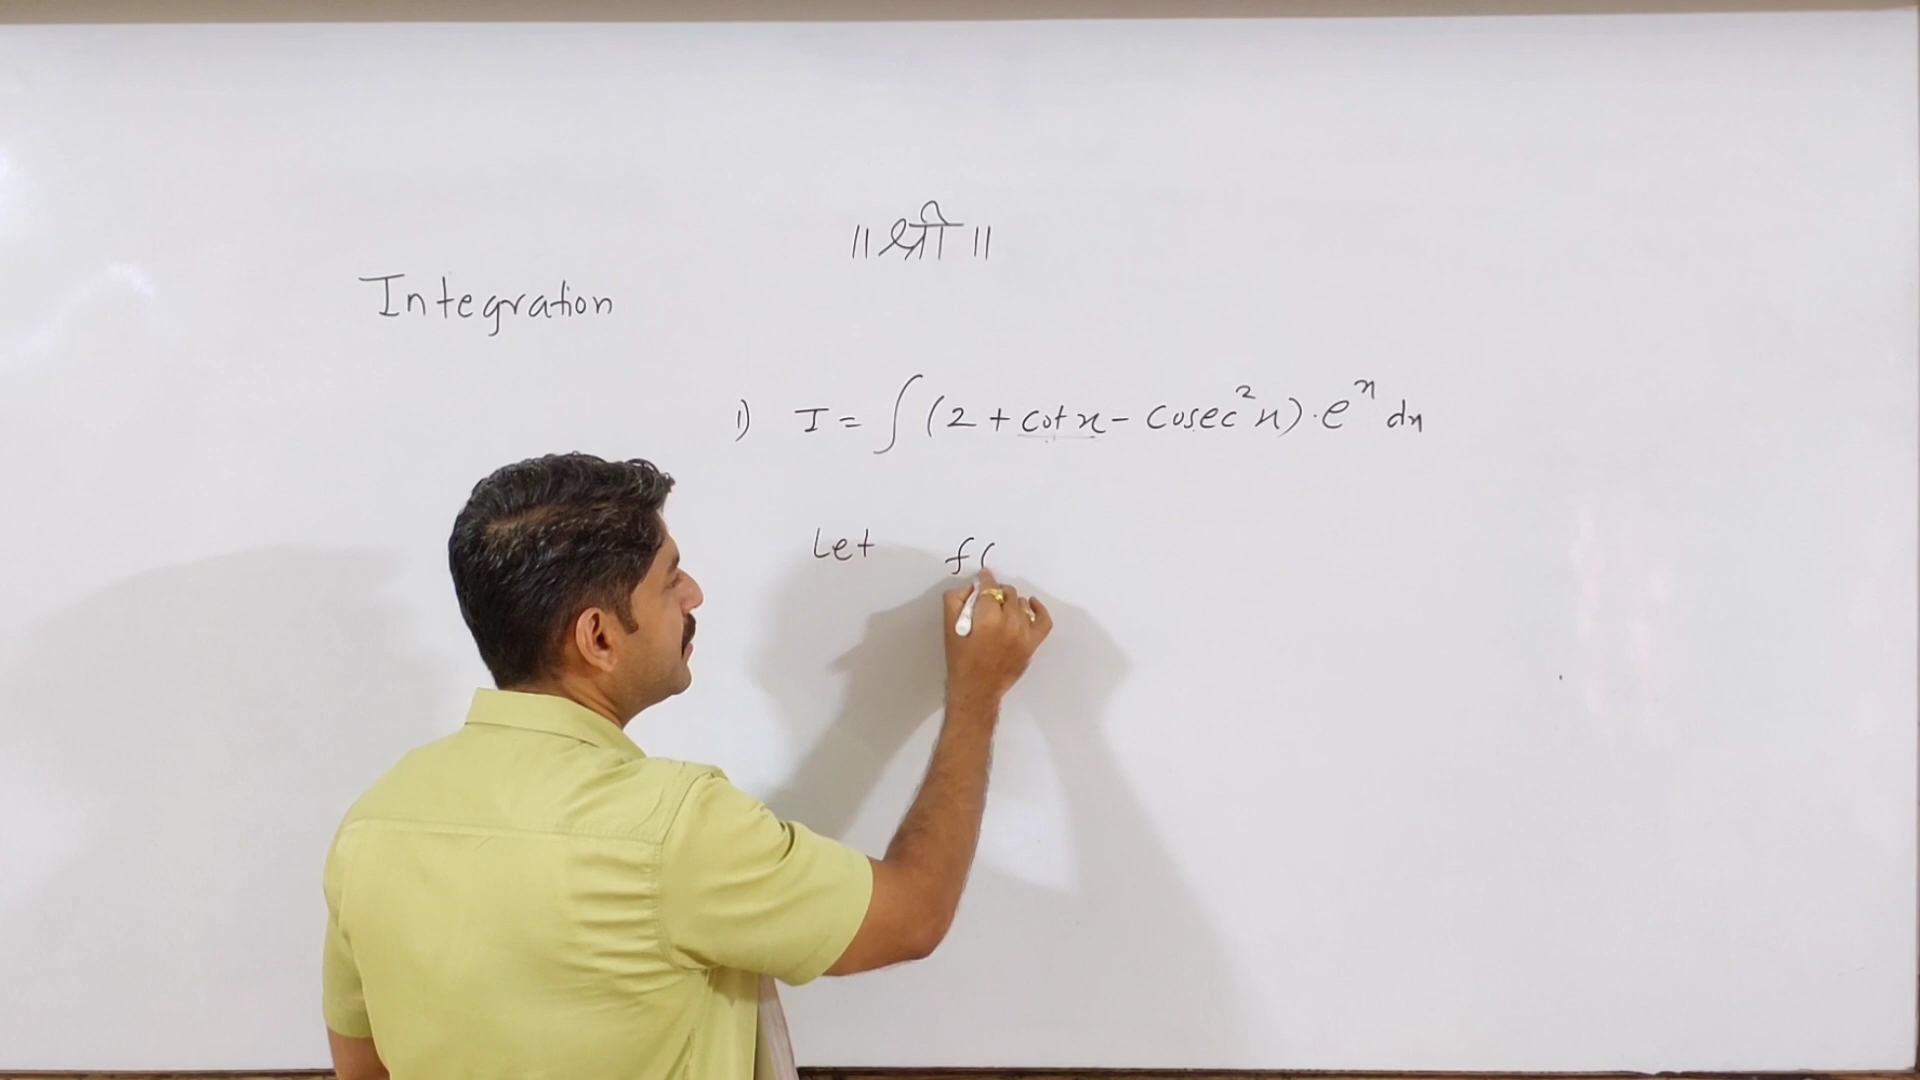 ॥ श्री ॥
Integration
1) I = ∫ (2 + cot x - cosec²x) · eˣ dx
Let f(